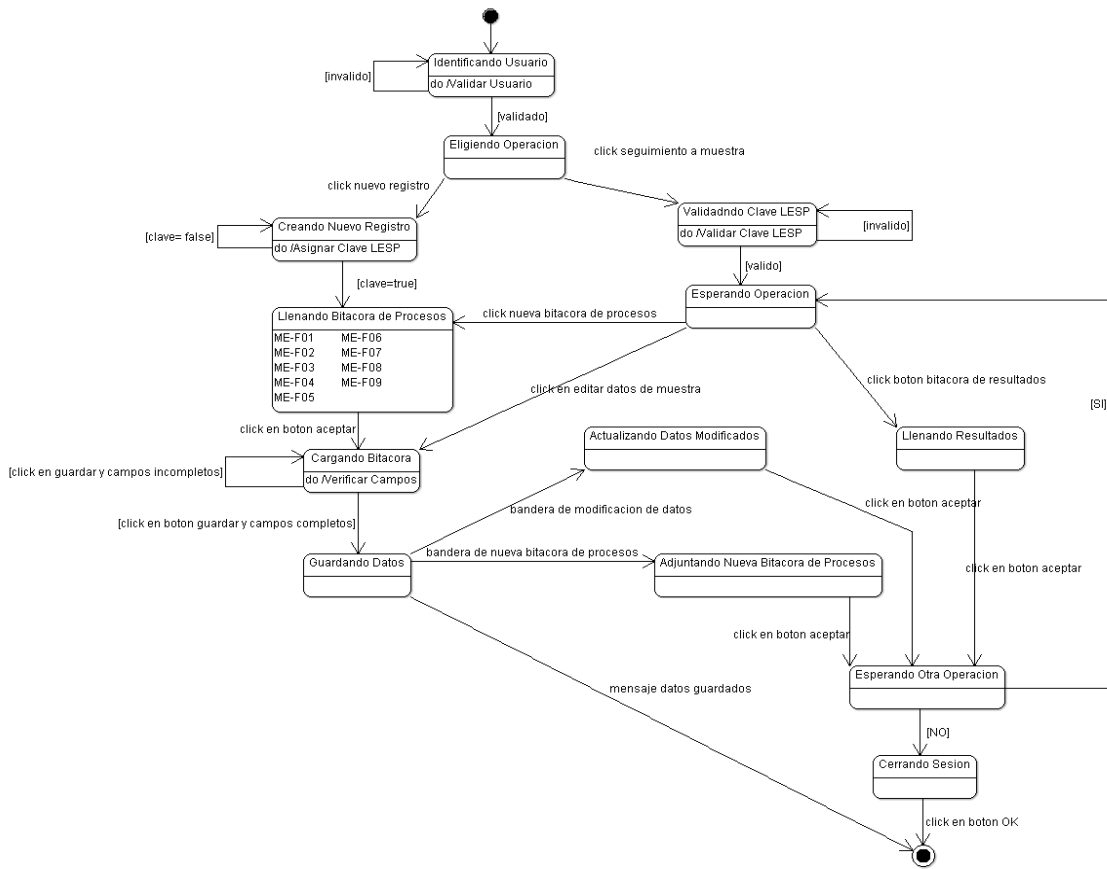 Identificando Usuario
[invalido]
do /Validar Usuario
[validado]
Eligiendo Operacion
click seguimiento a muestra
click nuevo registro
Creando Nuevo Registro
[clave= false]
do /Asignar Clave LESP
Validadndo Clave LESP
do /Validar Clave LESP
[invalido]
[clave=true]
[valido]
Esperando Operacion
Llenando Bitacora de Procesos
ME-F01 ME-F06
ME-F02 ME-F07
ME-F03 ME-F08
ME-F04 ME-F09
ME-F05
click nueva bitacora de procesos
click en editar datos de muestra
click boton bitacora de resultados
[SI]
click en boton aceptar
Cargando Bitacora
do /Verificar Campos
[click en guardar y campos incompletos]
Actualizando Datos Modificados
Llenando Resultados
[click en boton guardar y campos completos]
bandera de modificacion de datos
click en boton aceptar
Guardando Datos
bandera de nueva bitacora de procesos
Adjuntando Nueva Bitacora de Procesos
click en boton aceptar
click en boton aceptar
Esperando Otra Operacion
mensaje datos guardados
[NO]
Cerrando Sesion
click en boton OK